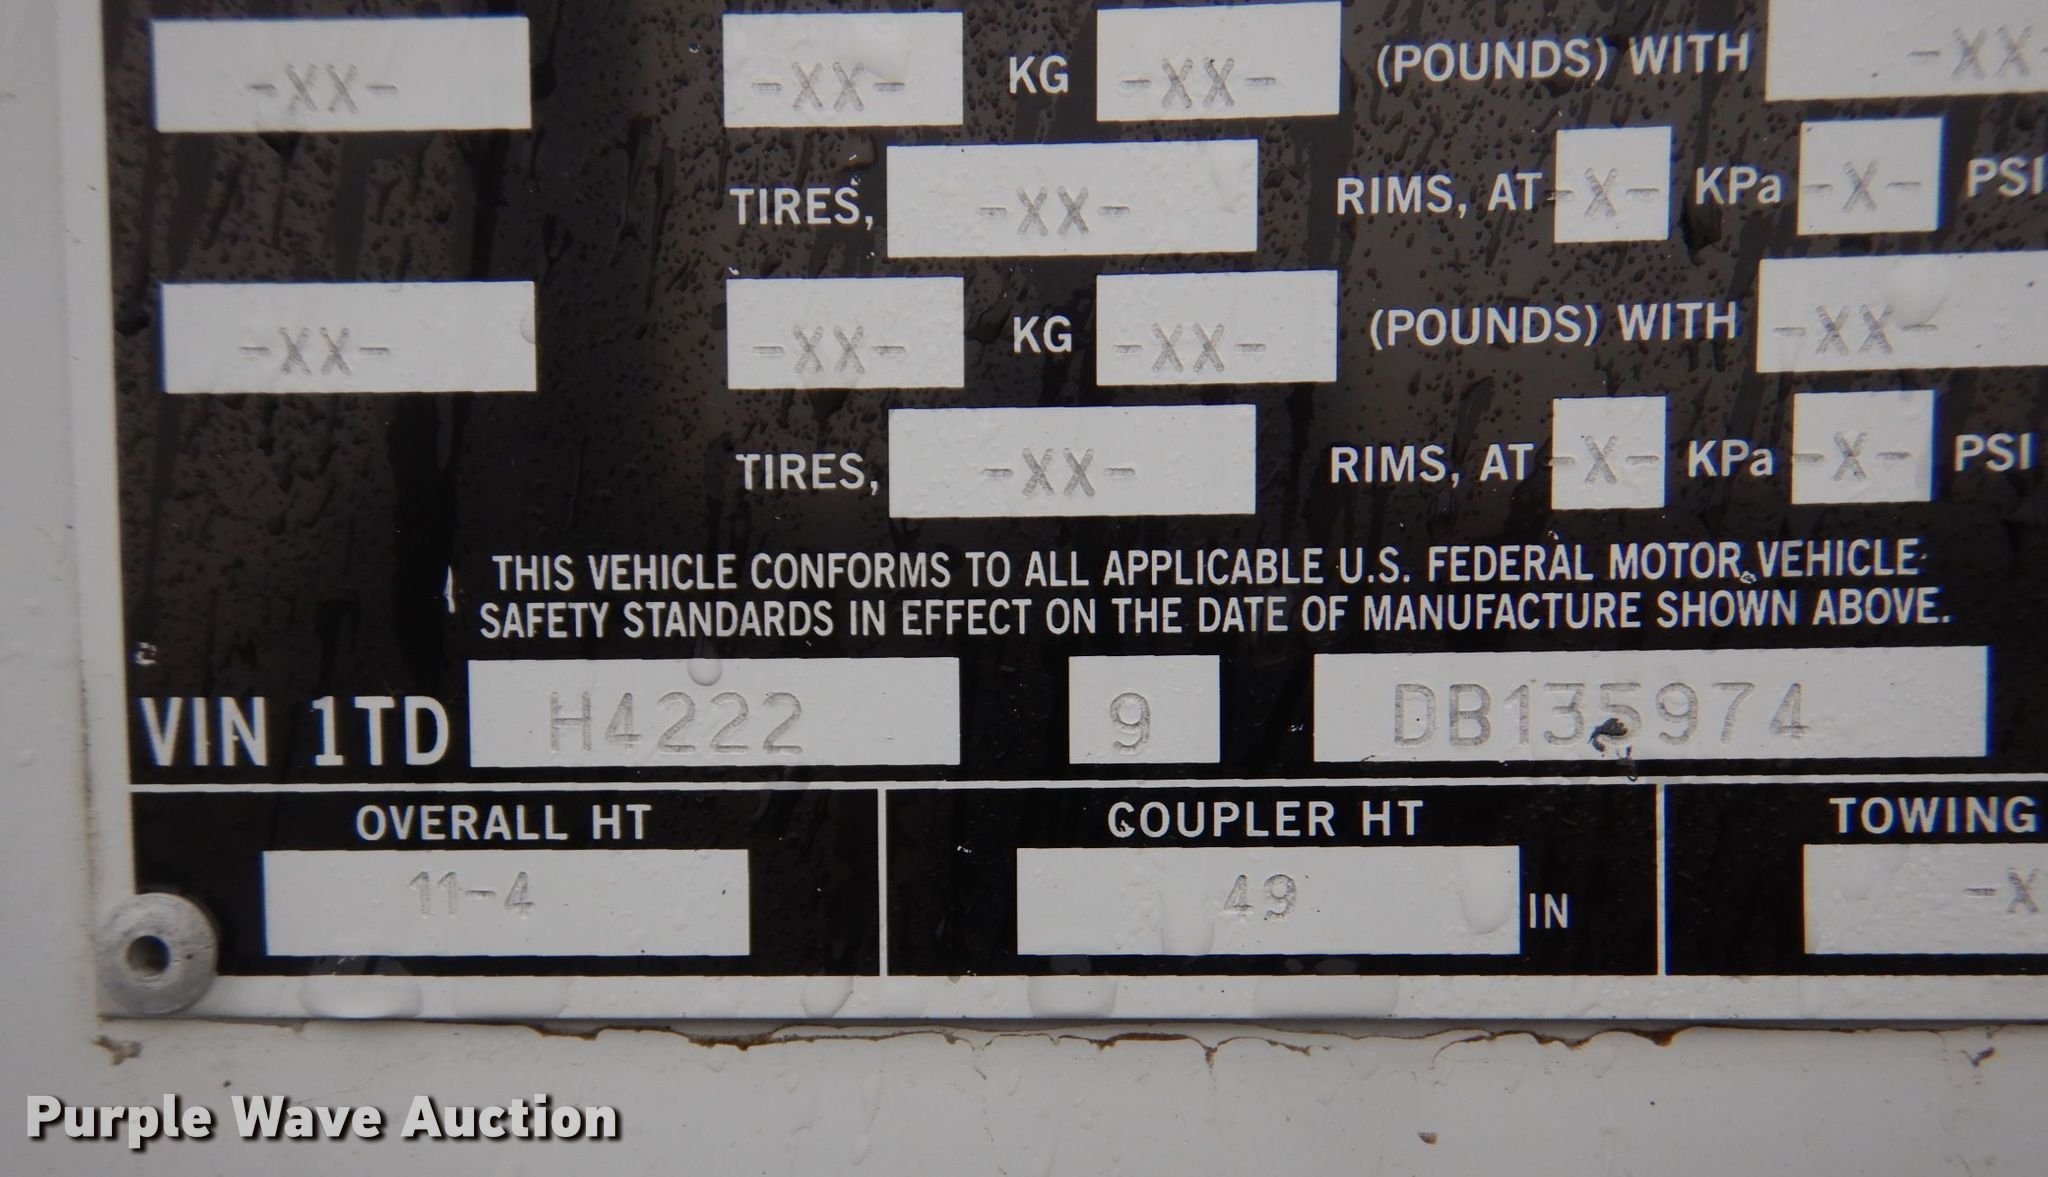 -XX- -XX- KG -XX- (POUNDS) WITH -XX
TIRES, -XX- RIMS, AT -X- KPa -X- PSI
-XX- -XX- KG -XX- (POUNDS) WITH -XX-
TIRES, -XX- RIMS, AT -X- KPa -X- PSI
THIS VEHICLE CONFORMS TO ALL APPLICABLE U.S. FEDERAL MOTOR VEHICLE
SAFETY STANDARDS IN EFFECT ON THE DATE OF MANUFACTURE SHOWN ABOVE.
VIN 1TD H4222 9 DB135974
OVERALL HT COUPLER HT TOWING
11-4 49 IN -X
Purple Wave Auction